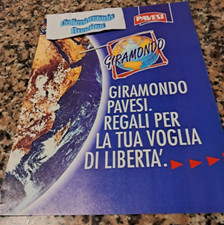 PAVESI
GIRAMONDO
GIRAMONDO
PAVESI.
REGALI PER
LA TUA VOGLIA
DI LIBERTA'.